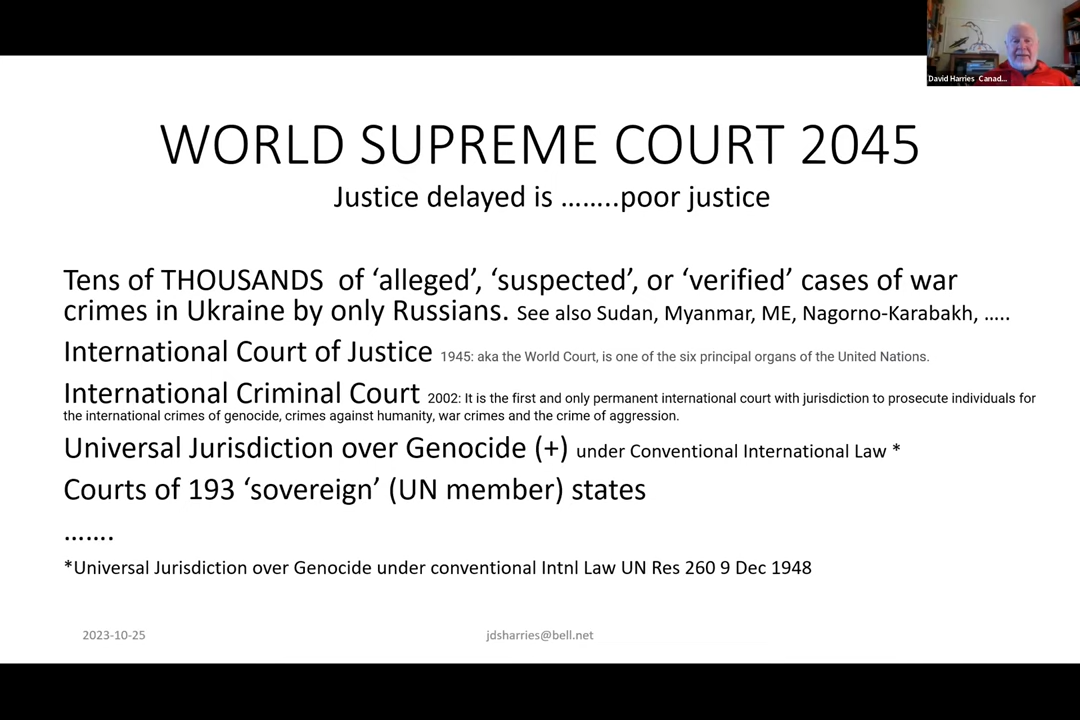 David Harries Canad...
WORLD SUPREME COURT 2045
Justice delayed is ……..poor justice
Tens of THOUSANDS  of ‘alleged’, ‘suspected’, or ‘verified’ cases of war
crimes in Ukraine by only Russians. See also Sudan, Myanmar, ME, Nagorno-Karabakh, …..
International Court of Justice 1945: aka the World Court, is one of the six principal organs of the United Nations.
International Criminal Court 2002: It is the first and only permanent international court with jurisdiction to prosecute individuals for
the international crimes of genocide, crimes against humanity, war crimes and the crime of aggression.
Universal Jurisdiction over Genocide (+) under Conventional International Law *
Courts of 193 ‘sovereign’ (UN member) states
…….
*Universal Jurisdiction over Genocide under conventional Intnl Law UN Res 260 9 Dec 1948
2023-10-25
jdsharries@bell.net